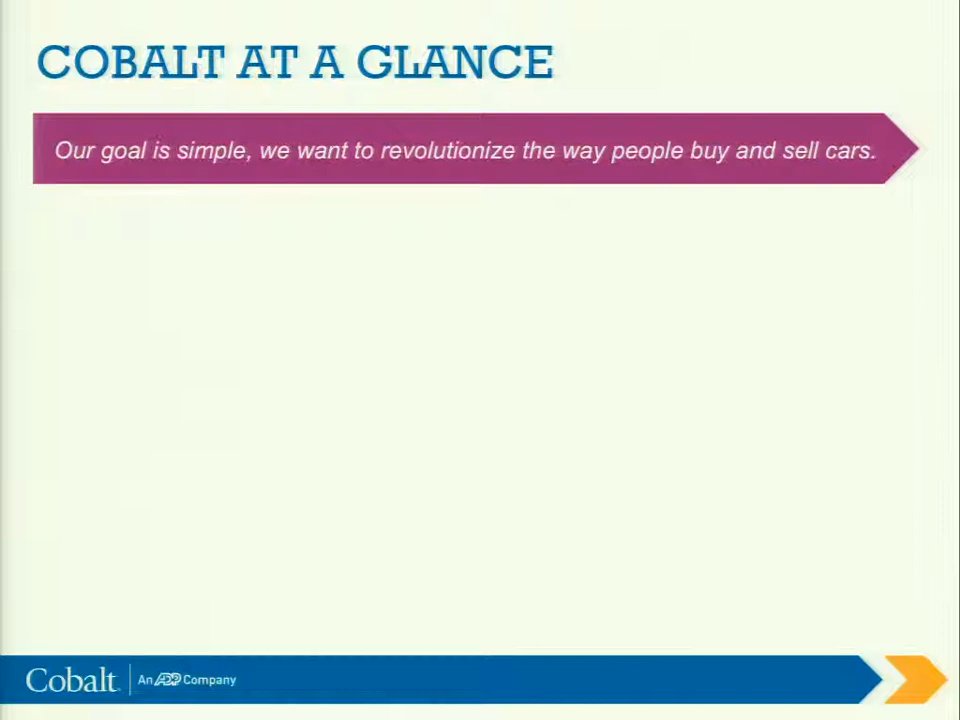 COBALT AT A GLANCE
Our goal is simple, we want to revolutionize the way people buy and sell cars.
Cobalt An ADP Company